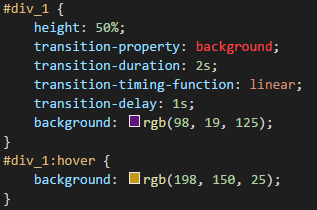 #div_1 {
    height: 50%;
    transition-property: background;
    transition-duration: 2s;
    transition-timing-function: linear;
    transition-delay: 1s;
    background: rgb(98, 19, 125);
}
#div_1:hover {
    background: rgb(198, 150, 25);
}